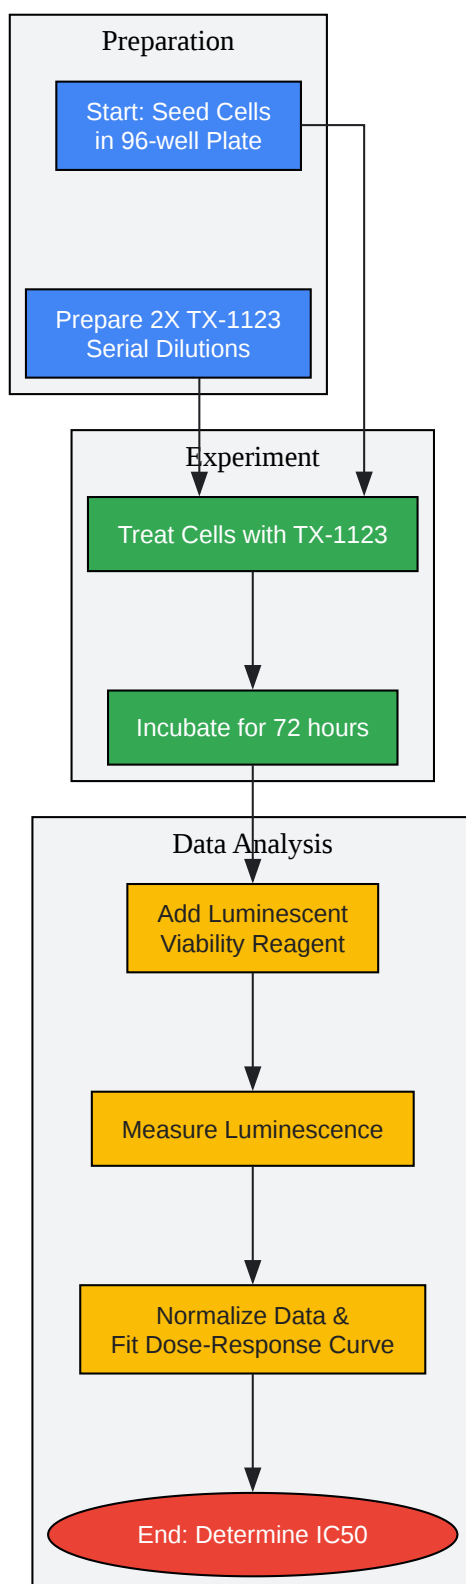 Preparation
Start: Seed Cells
in 96-well Plate
Prepare 2X TX-1123
Serial Dilutions
Experiment
Treat Cells with TX-1123
Incubate for 72 hours
Data Analysis
Add Luminescent
Viability Reagent
Measure Luminescence
Normalize Data &
Fit Dose-Response Curve
End: Determine IC50